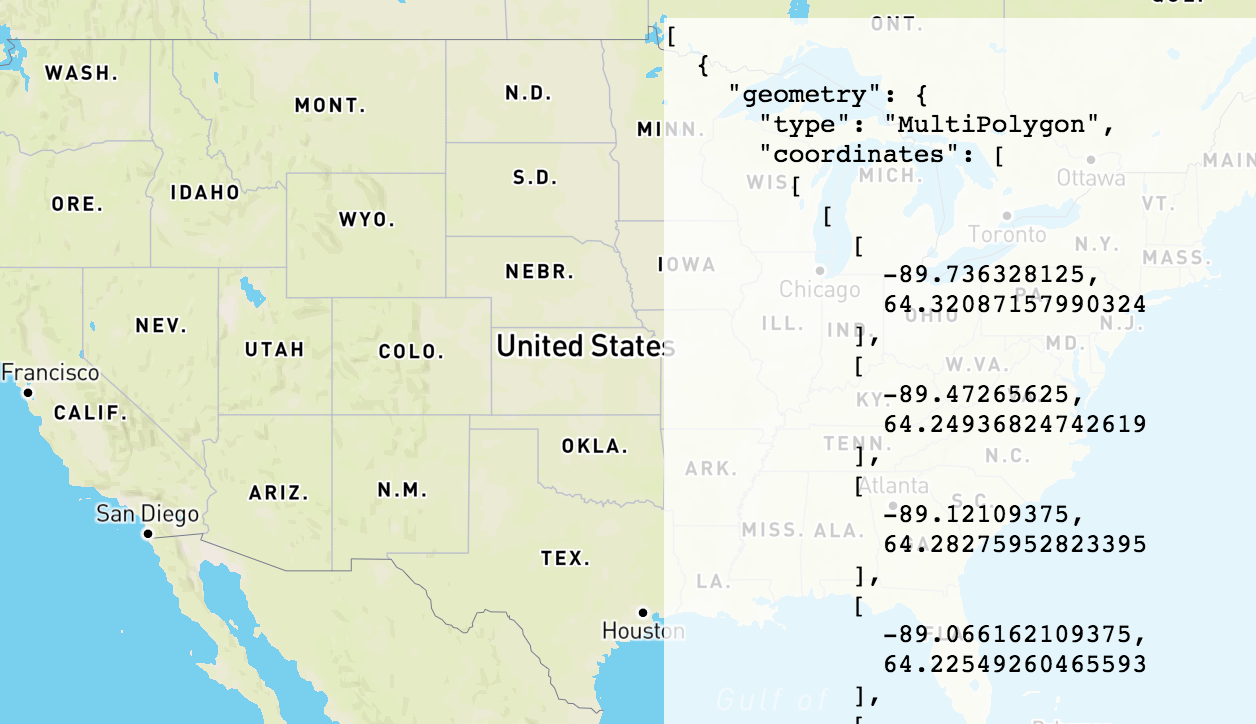 ONT.
WASH.
MONT.
N.D.
MINN.
ORE.
IDAHO
WYO.
S.D.
WIS
MICH.
Ottawa
MAIN
VT.
Toronto
N.Y.
MASS.
NEBR.
IOWA
Chicago
NEV.
UTAH
COLO.
United States
ILL.
IND.
OHIO
PA.
N.J.
MD.
W.VA.
Francisco
CALIF.
KY.
OKLA.
TENN.
N.C.
ARK.
ARIZ.
N.M.
Atlanta
S.C.
San Diego
MISS.
ALA.
TEX.
LA.
Houston
FLA.
Gulf of
[
{
"geometry": {
"type": "MultiPolygon",
"coordinates": [
[
[
[
-89.736328125,
64.32087157990324
],
[
-89.47265625,
64.24936824742619
],
[
-89.12109375,
64.28275952823395
],
[
-89.066162109375,
64.22549260465593
],
[